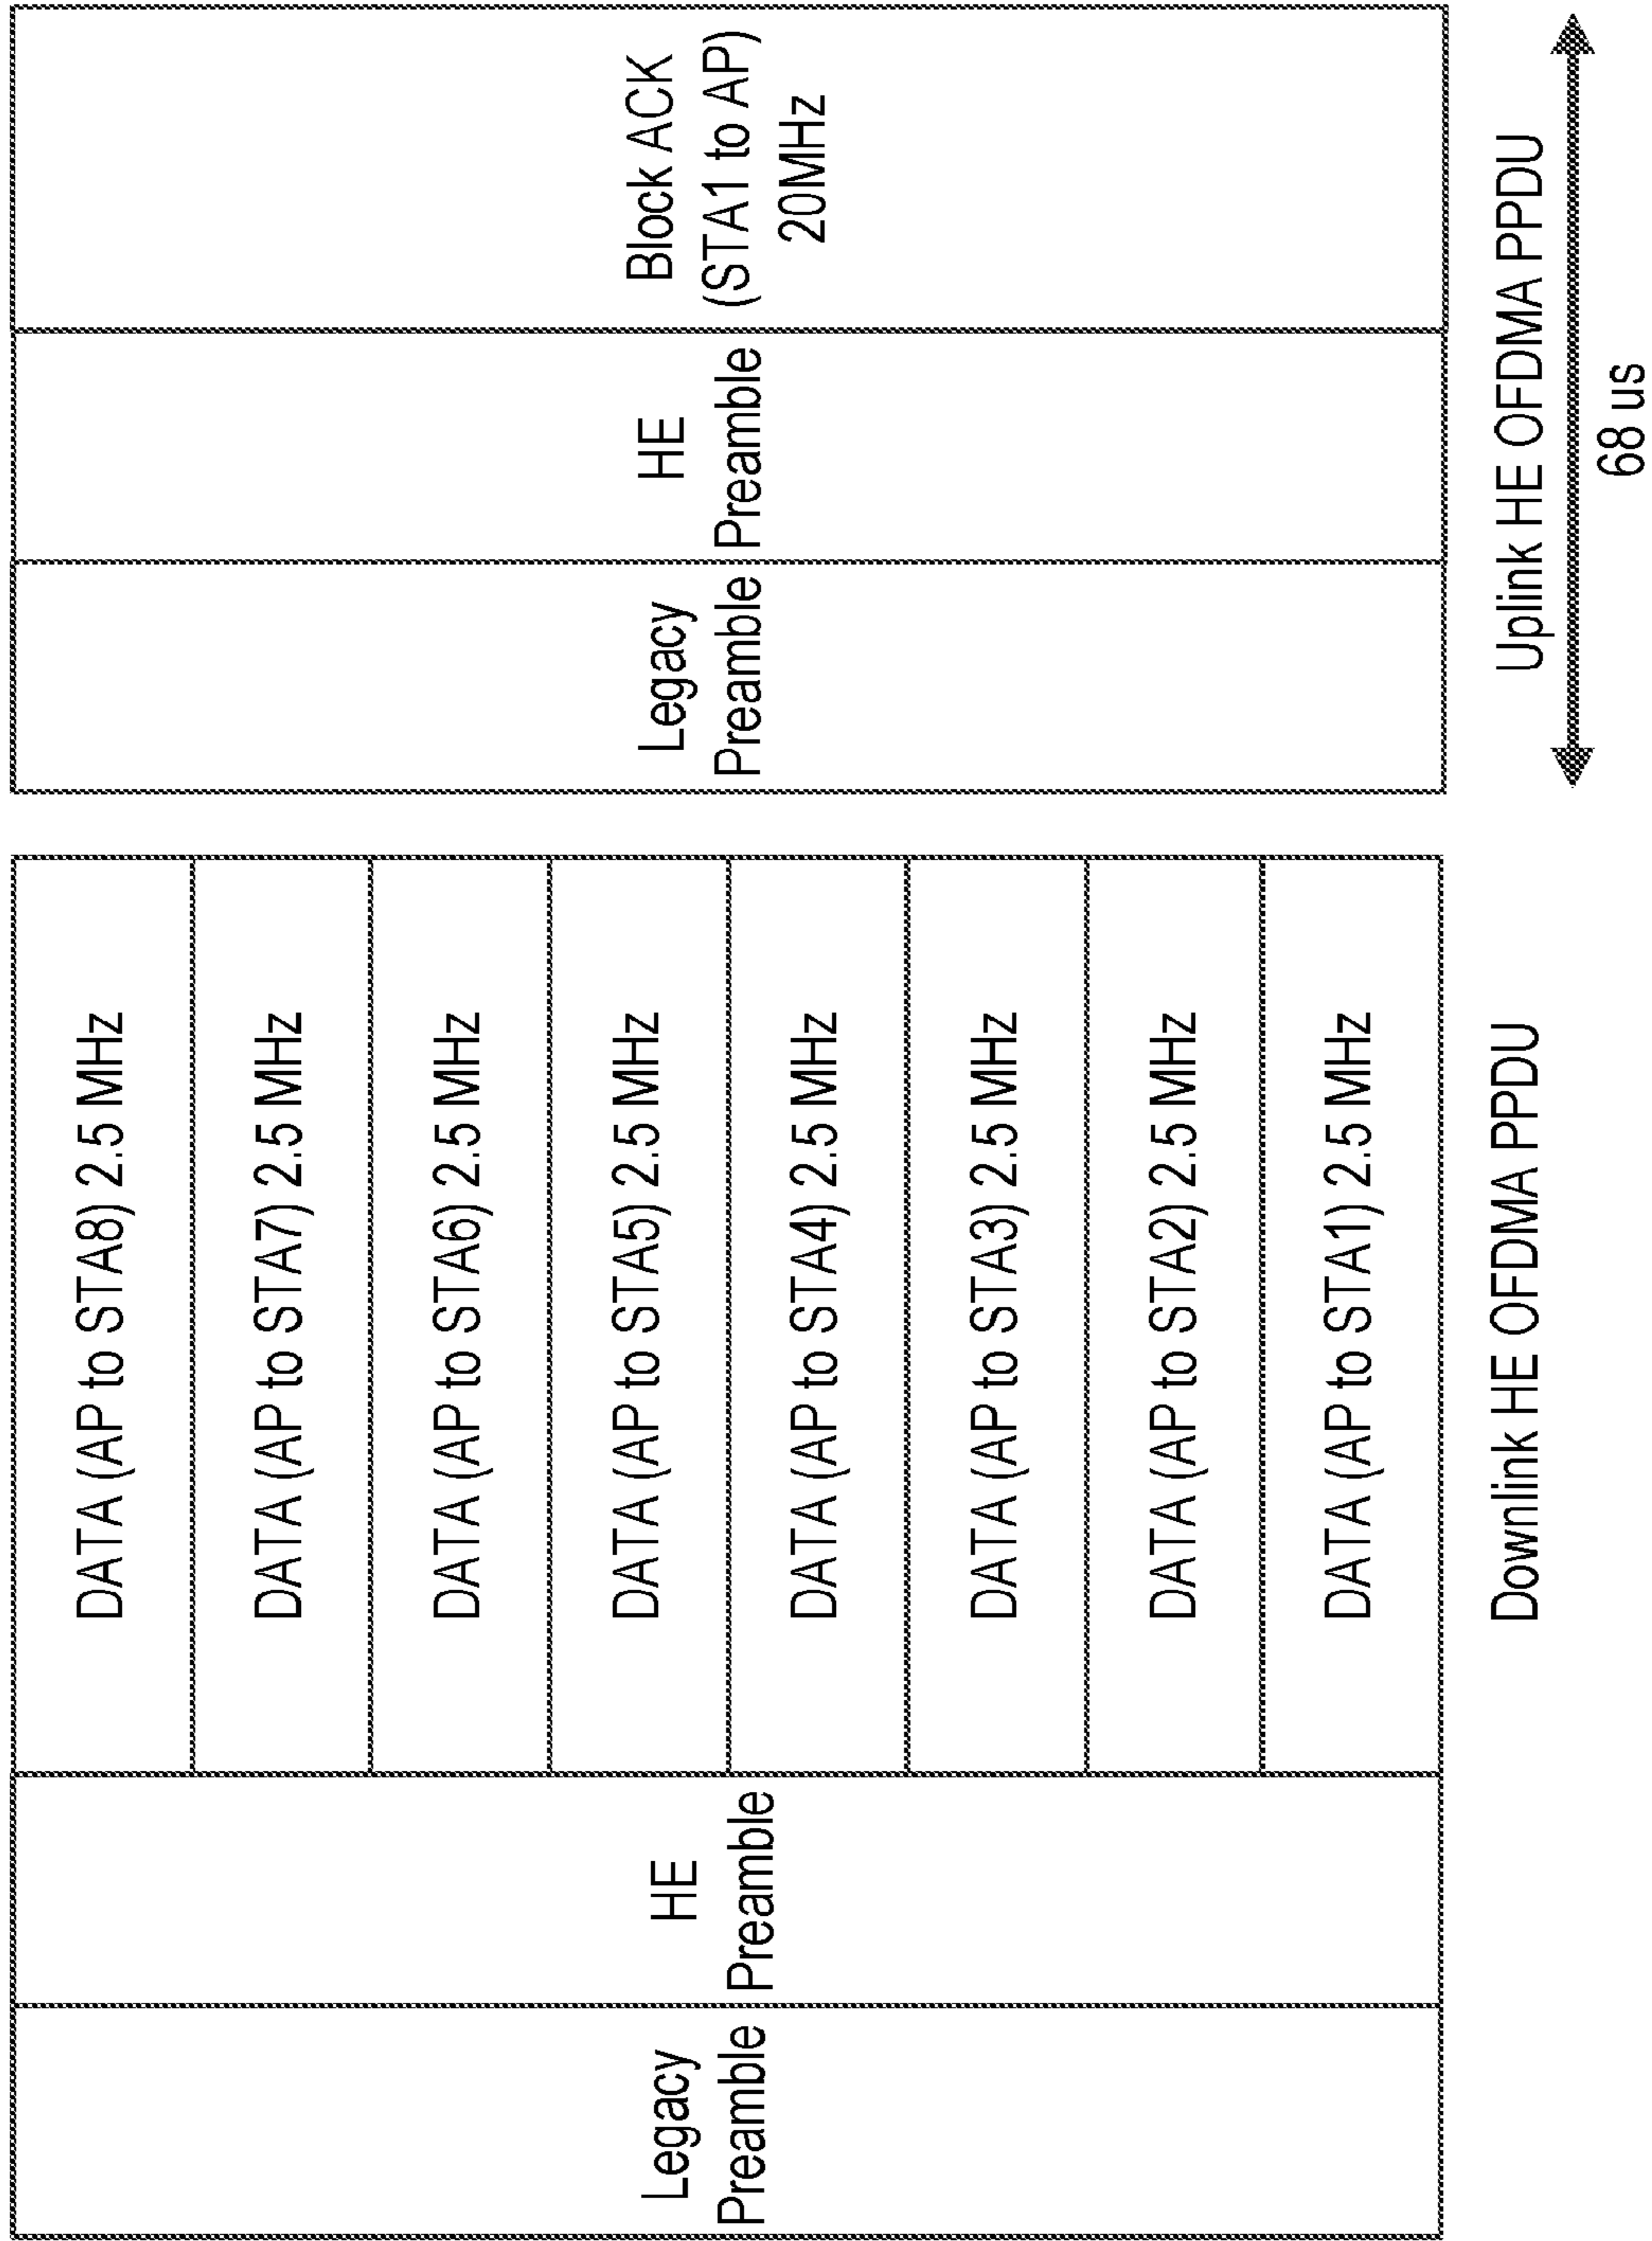 Legacy
Preamble
HE
Preamble
DATA (AP to STA8) 2.5 MHz
DATA (AP to STA7) 2.5 MHz
DATA (AP to STA6) 2.5 MHz
DATA (AP to STA5) 2.5 MHz
DATA (AP to STA4) 2.5 MHz
DATA (AP to STA3) 2.5 MHz
DATA (AP to STA2) 2.5 MHz
DATA (AP to STA1) 2.5 MHz
Downlink HE OFDMA PPDU
Legacy
Preamble
HE
Preamble
Block ACK
(STA1 to AP)
20MHz
Uplink HE OFDMA PPDU
68 us